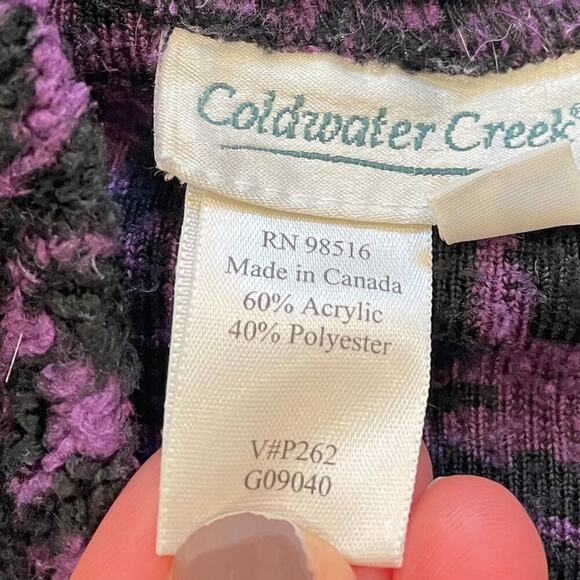 Coldwater Creek®
RN 98516
Made in Canada
60% Acrylic
40% Polyester
V#P262
G09040